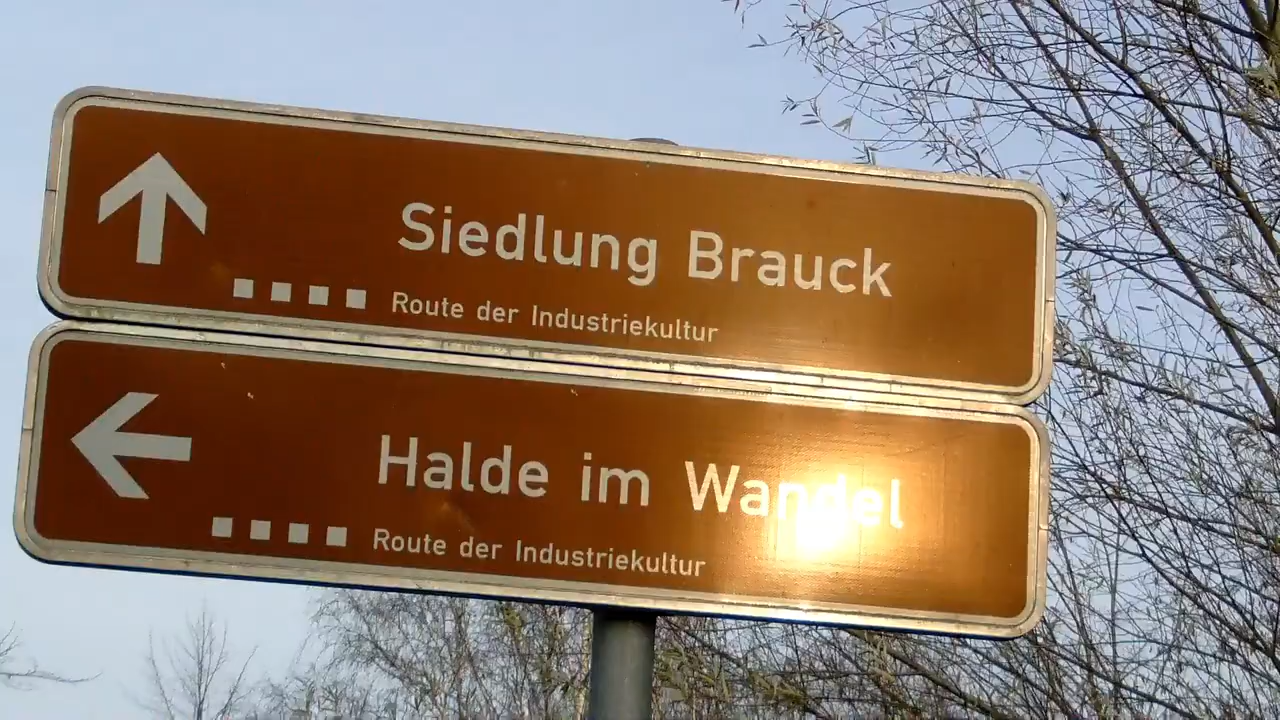 Siedlung Brauck
Route der Industriekultur
Halde im Wandel
Route der Industriekultur